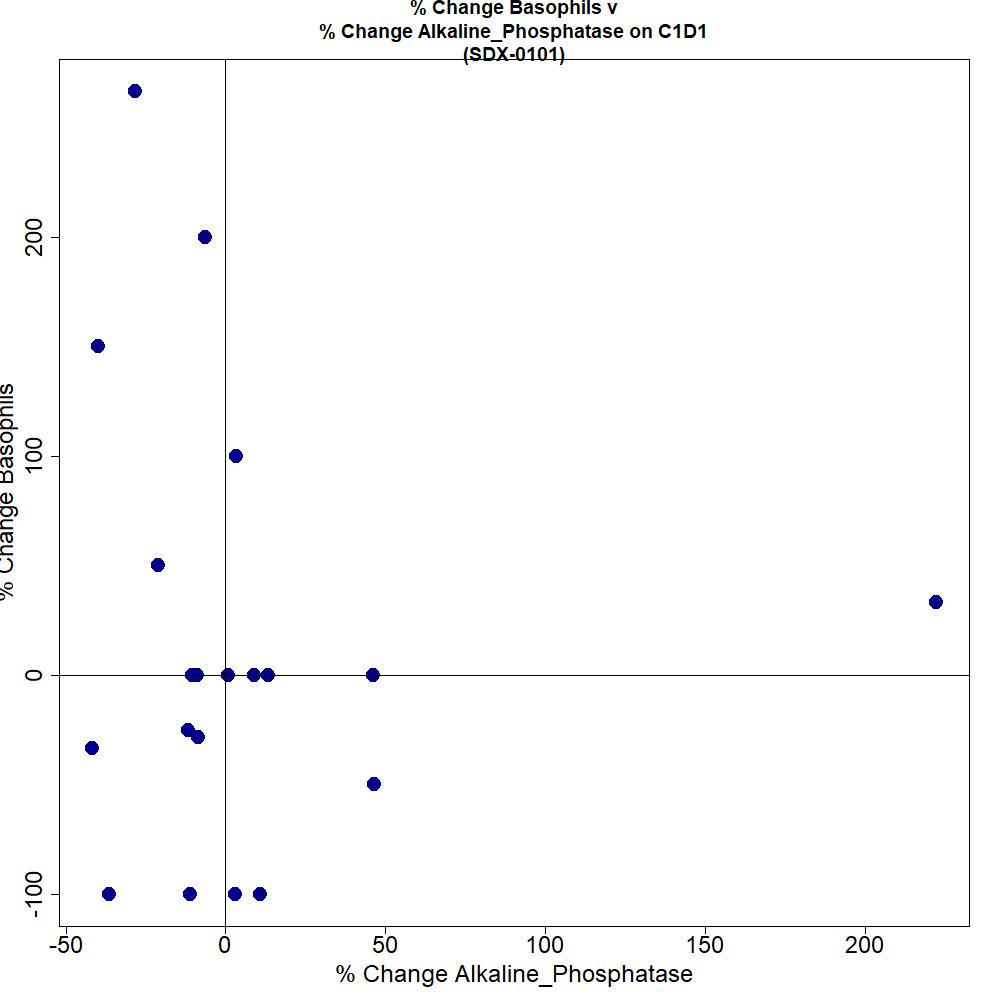 % Change Basophils v
% Change Alkaline_Phosphatase on C1D1
(SDX-0101)
% Change Basophils
200
100
0
-100
-50 0 50 100 150 200
% Change Alkaline_Phosphatase